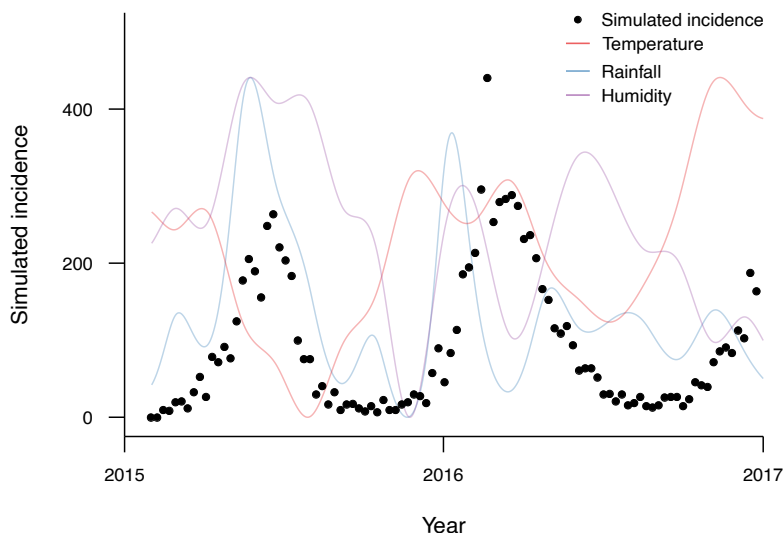 Simulated incidence
Temperature
Rainfall
Humidity
400
200
0
Simulated incidence
2015
2016
2017
Year